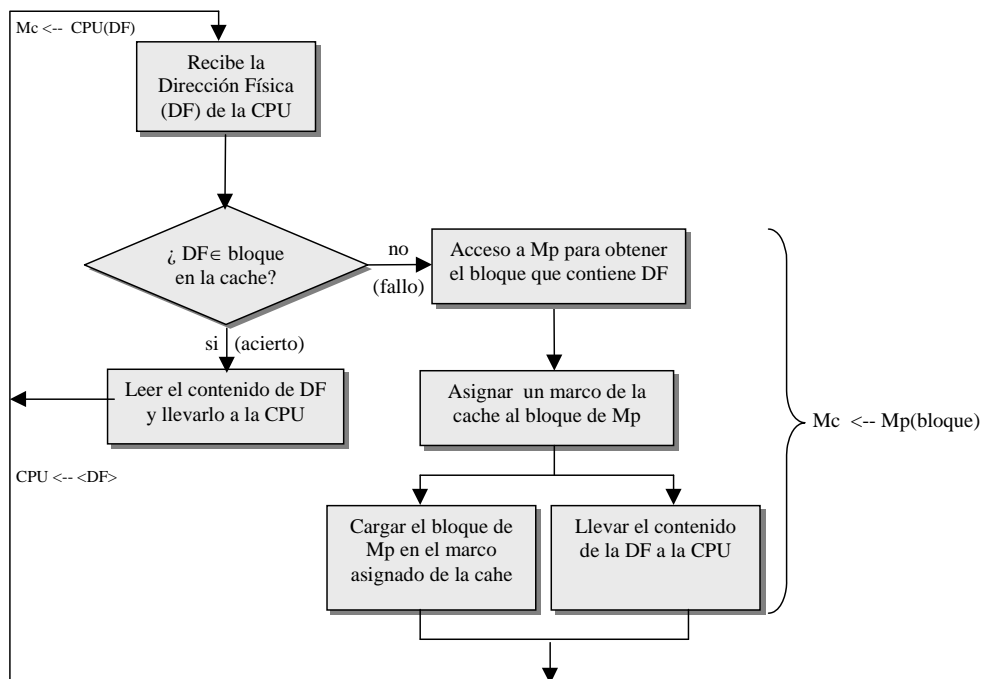 Mc <-- CPU(DF)
Recibe la
Dirección Física
(DF) de la CPU
¿ DF∈ bloque
en la cache?
no
(fallo)
Acceso a Mp para obtener
el bloque que contiene DF
si (acierto)
Leer el contenido de DF
y llevarlo a la CPU
Asignar un marco de la
cache al bloque de Mp
Mc <-- Mp(bloque)
CPU <-- <DF>
Cargar el bloque de
Mp en el marco
asignado de la cahe
Llevar el contenido
de la DF a la CPU